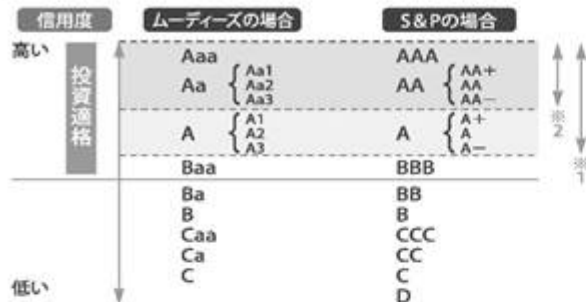 信用度 ムーディーズの場合 S&Pの場合
高い
投資適格
Aaa AAA
Aa Aa1 Aa2 Aa3 AA AA+ AA AA−
A A1 A2 A3 A A+ A A−
Baa BBB
Ba BB
B B
Caa CCC
Ca CC
C C
低い D
※2
※1